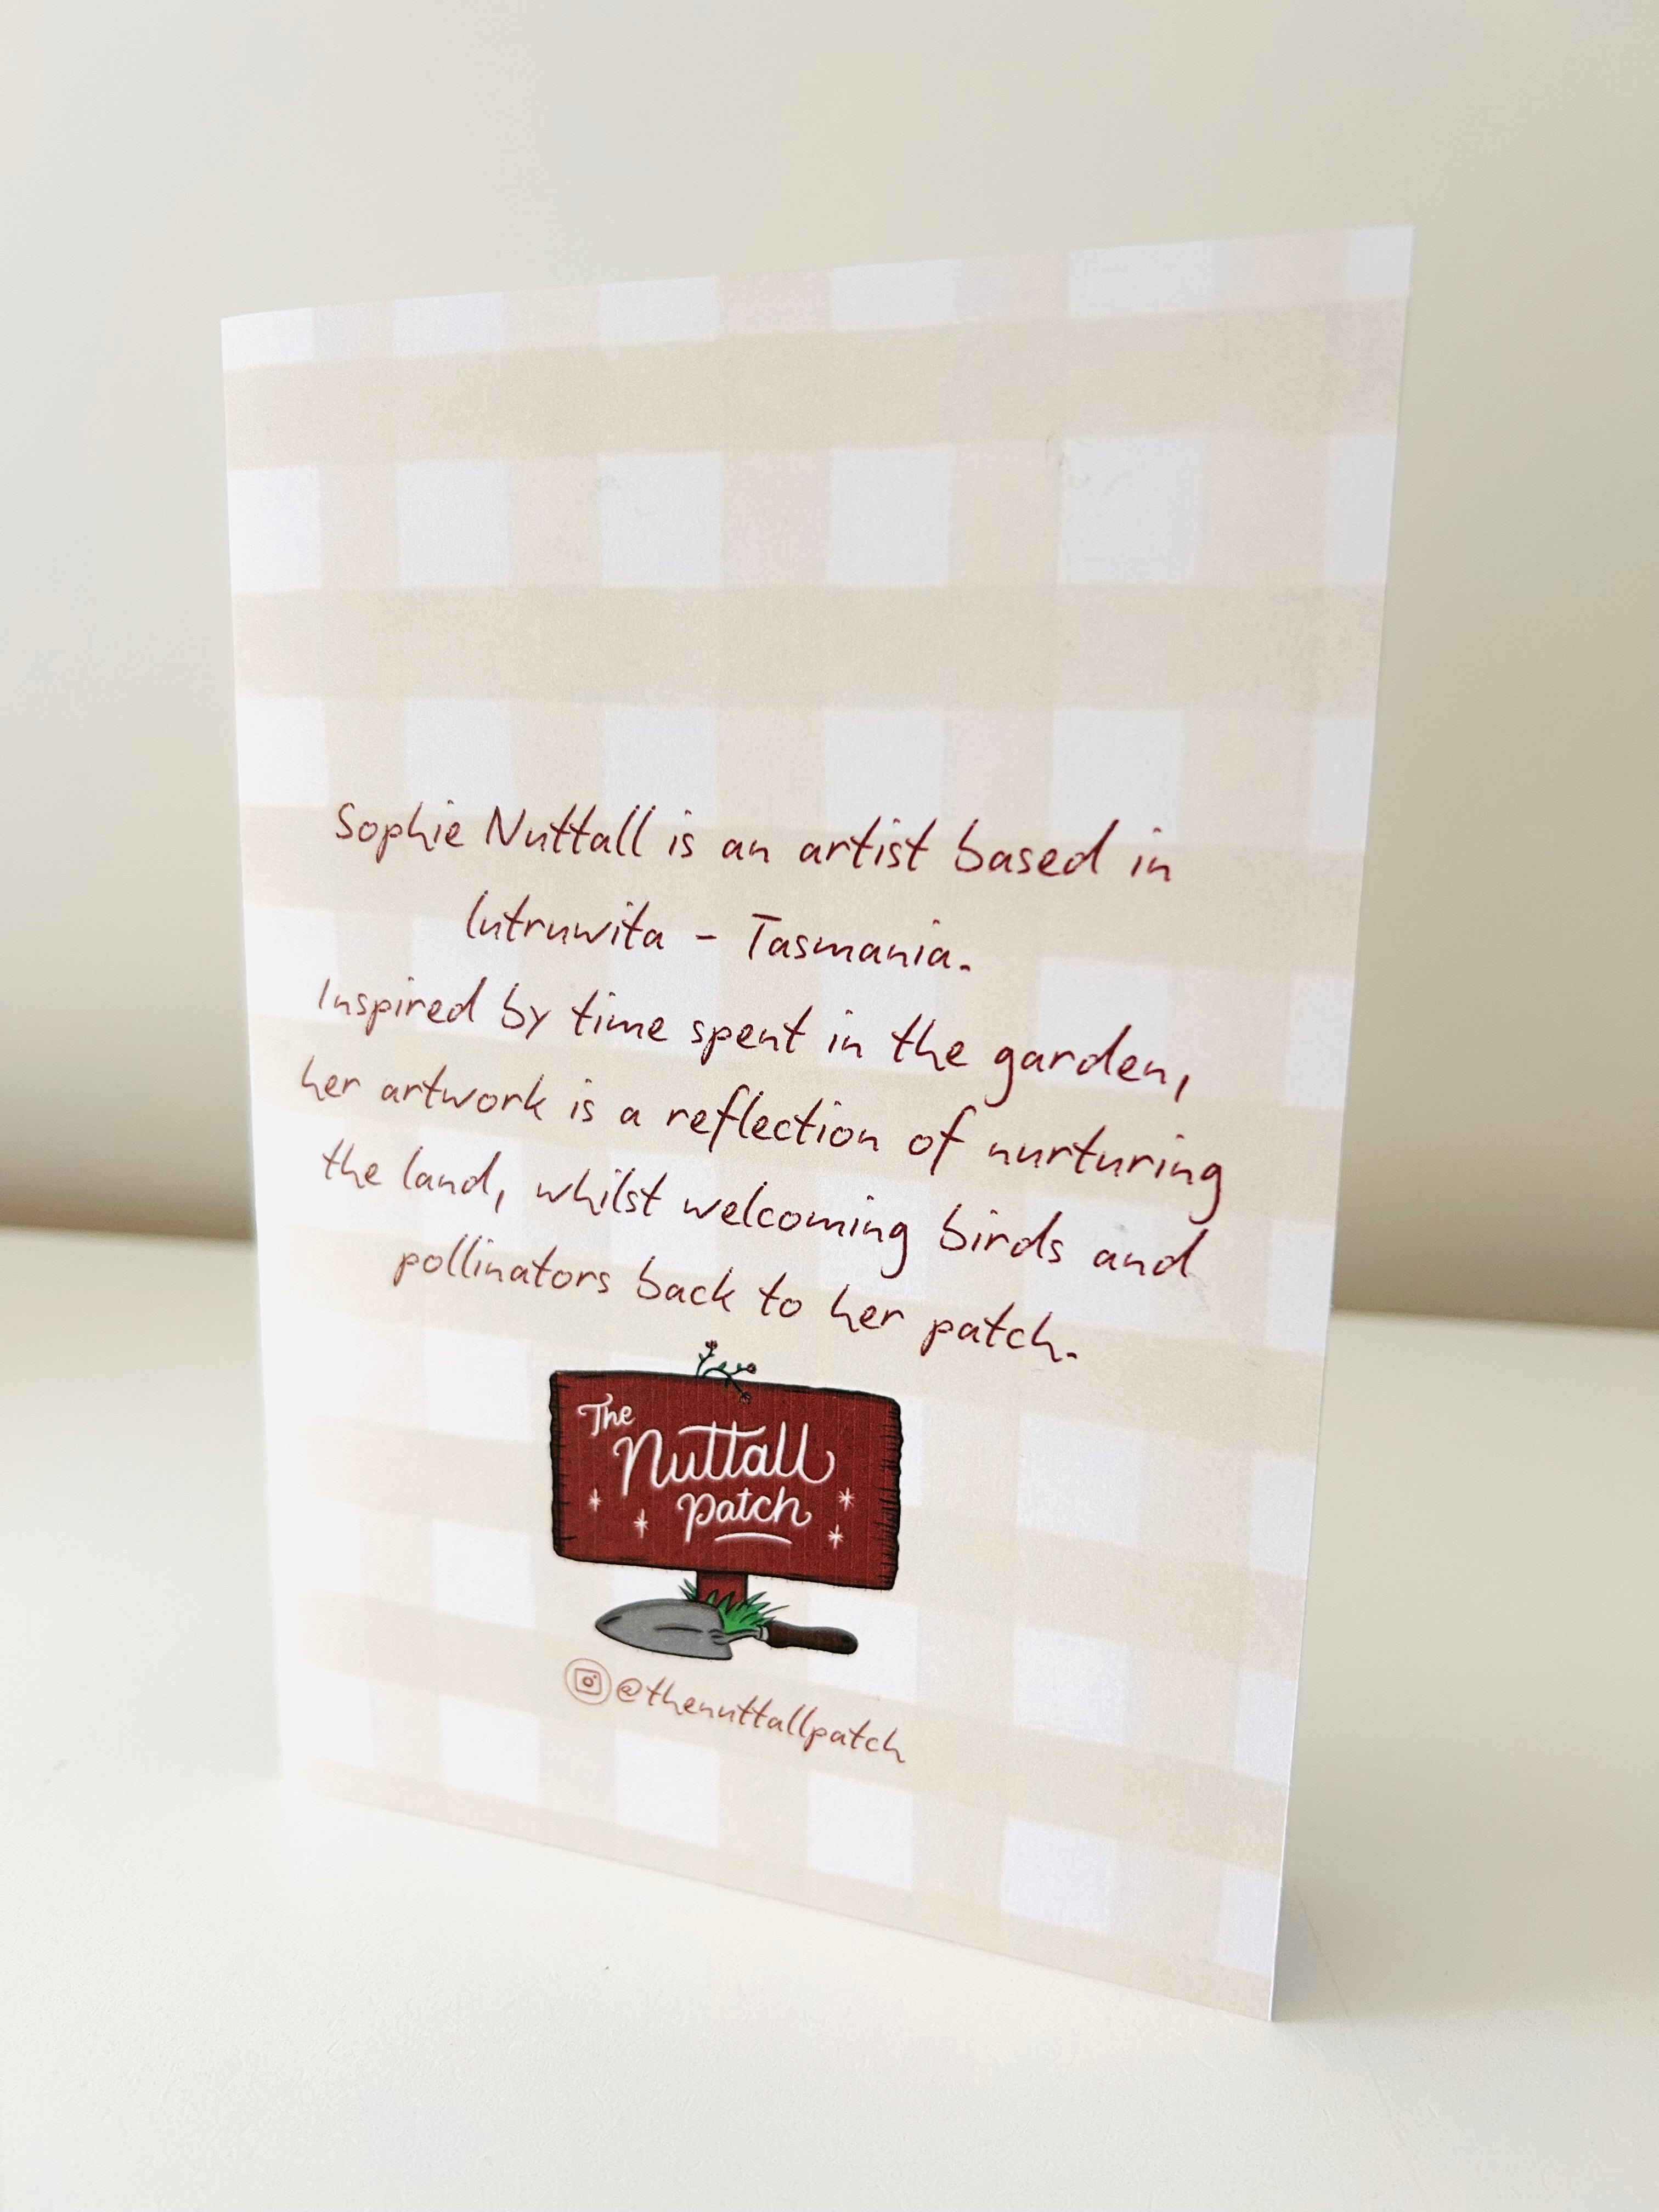 Sophie Nuttall is an artist based in
lutruwita - Tasmania.
Inspired by time spent in the garden,
her artwork is a reflection of nurturing
the land, whilst welcoming birds and
pollinators back to her patch.
The
Nuttall
patch
@thenuttallpatch